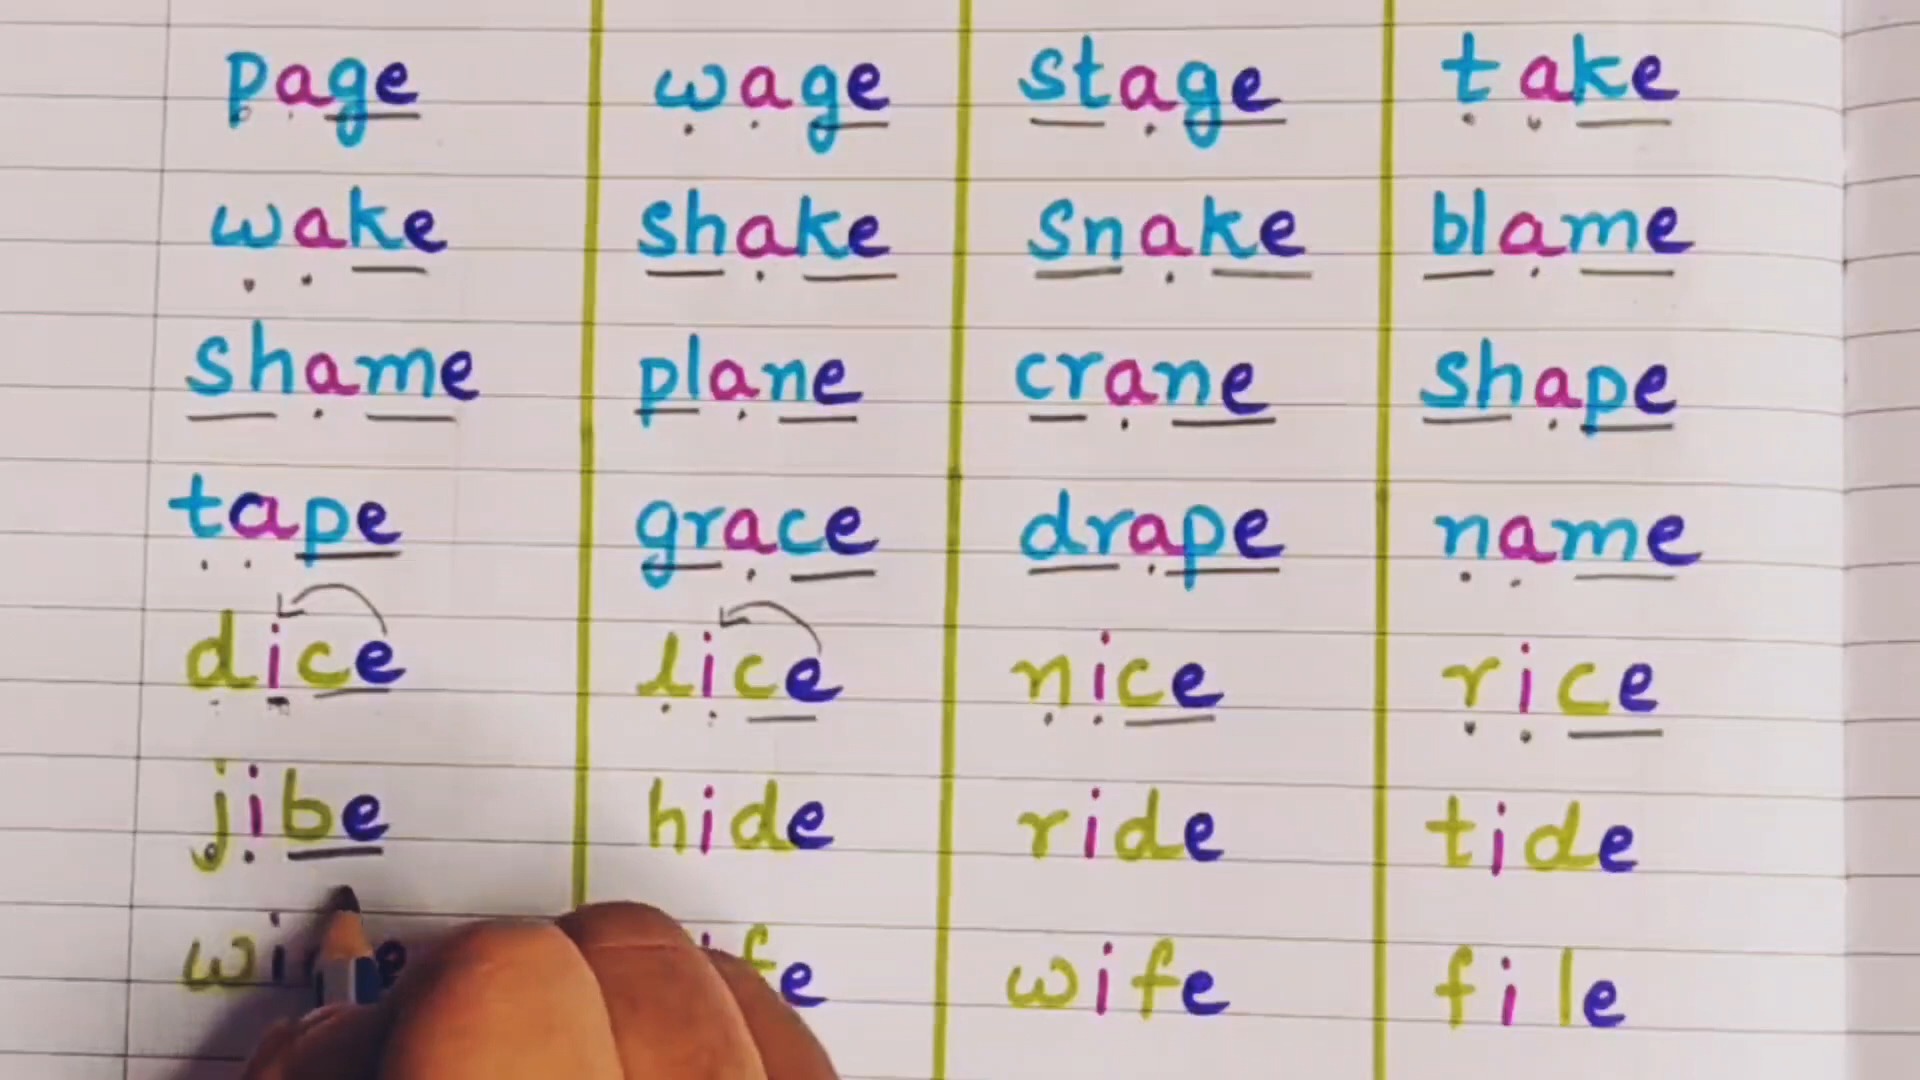 page wage stage take
wake shake snake blame
shame plane crane shape
tape grace drape name
dice lice nice rice
jibe hide ride tide
wife file